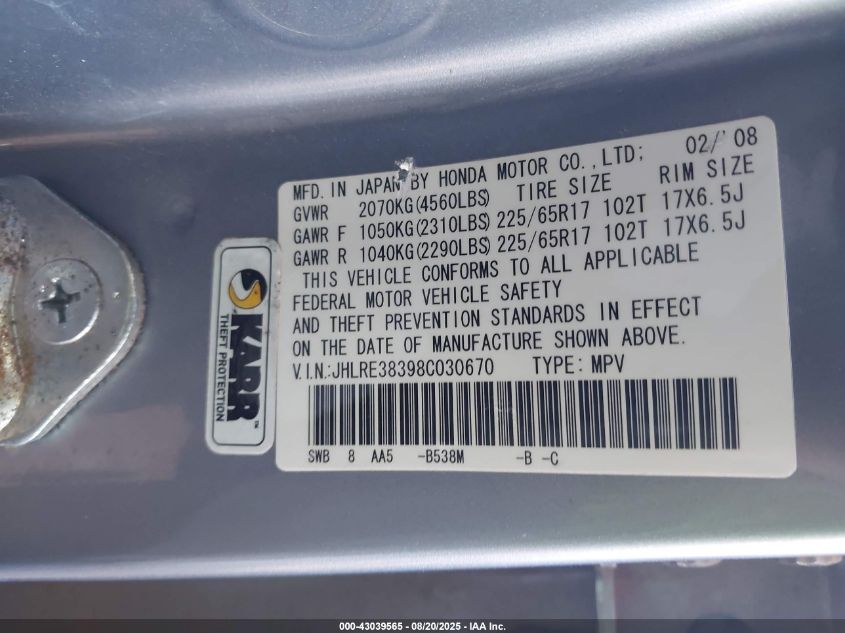 MFD. IN JAPAN BY HONDA MOTOR CO.,LTD; 02/'08
GVWR 2070KG(4560LBS) TIRE SIZE RIM SIZE
GAWR F 1050KG(2310LBS) 225/65R17 102T 17X6.5J
GAWR R 1040KG(2290LBS) 225/65R17 102T 17X6.5J
THIS VEHICLE CONFORMS TO ALL APPLICABLE
FEDERAL MOTOR VEHICLE SAFETY
AND THEFT PREVENTION STANDARDS IN EFFECT
ON THE DATE OF MANUFACTURE SHOWN ABOVE.
V.I.N.:JHLRE38398C030670 TYPE: MPV
SWB 8 AA5 -B538M -B -C
KARR™
THEFT PROTECTION
000-43039565 - 08/20/2025 - IAA Inc.